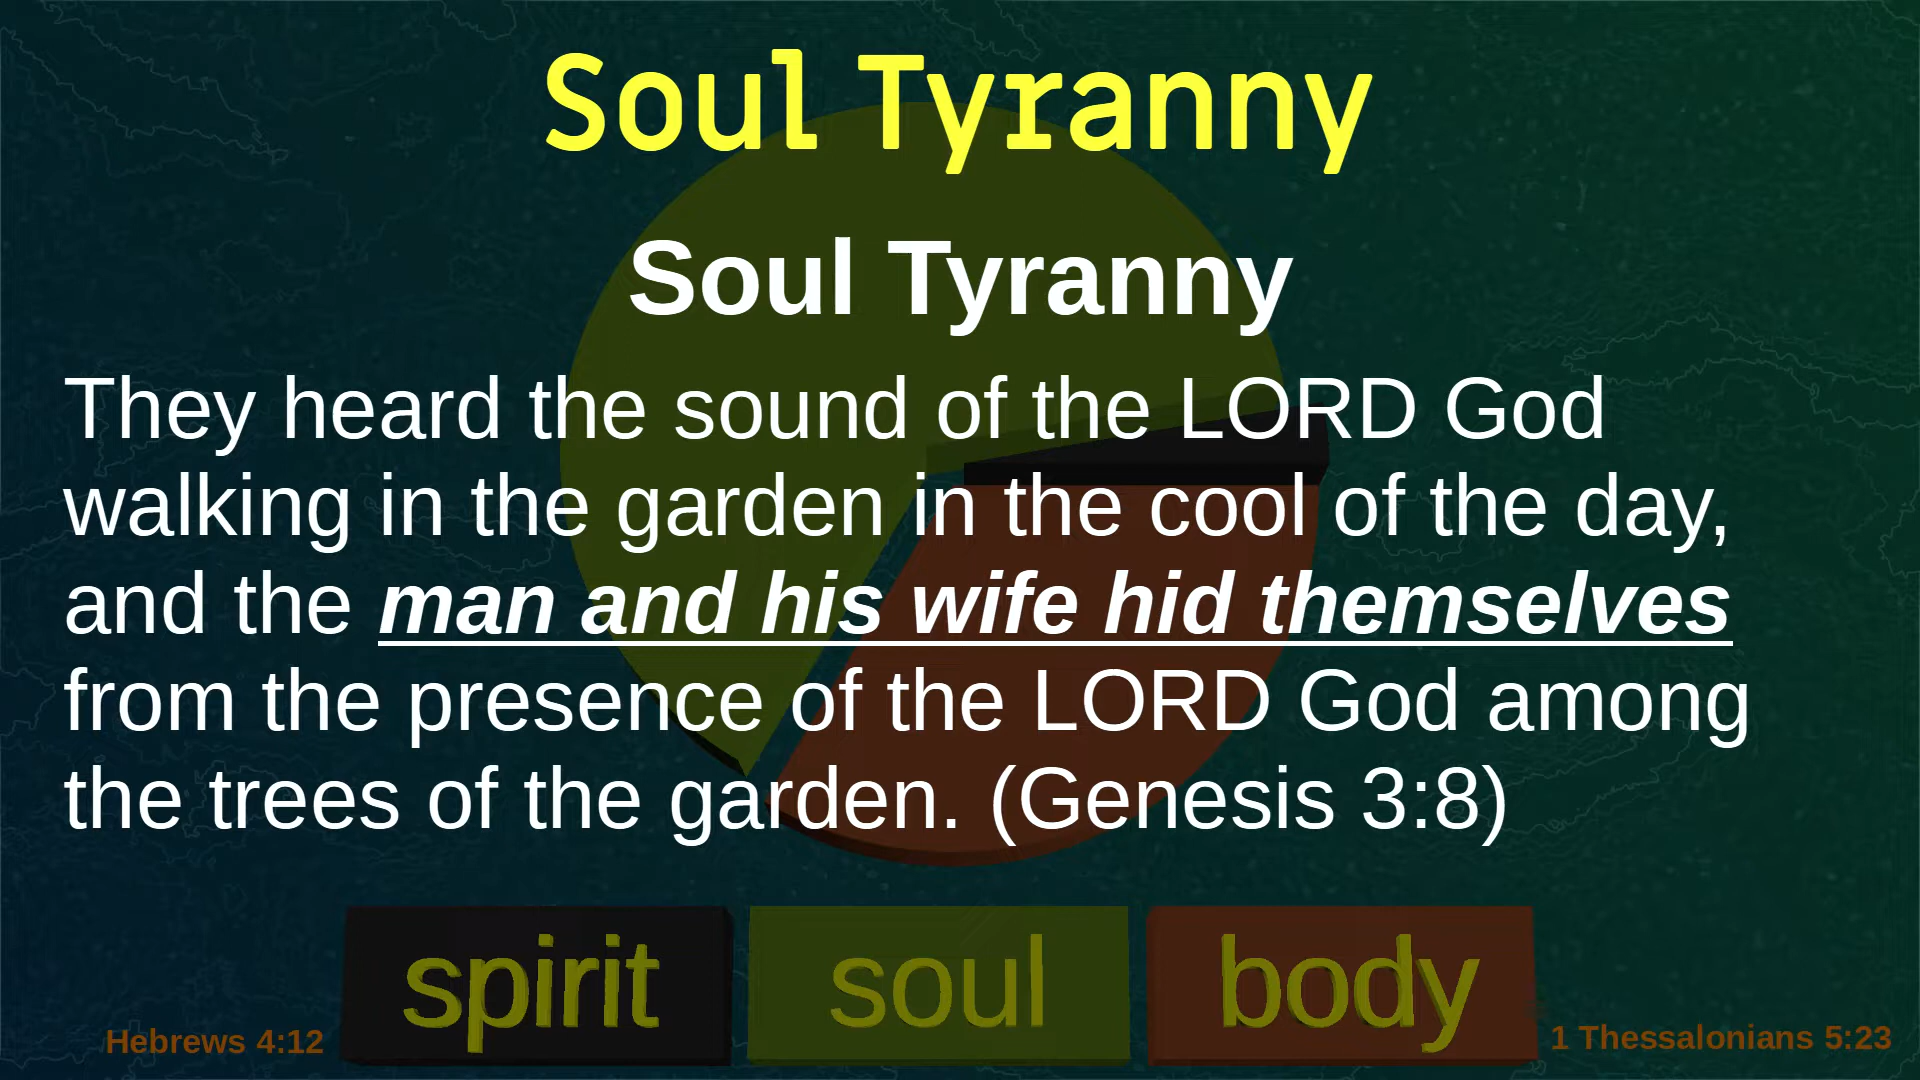 Soul Tyranny
Soul Tyranny
They heard the sound of the LORD God
walking in the garden in the cool of the day,
and the man and his wife hid themselves
from the presence of the LORD God among
the trees of the garden. (Genesis 3:8)
spirit soul body
Hebrews 4:12 1 Thessalonians 5:23